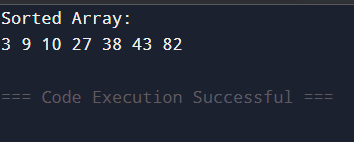 Sorted Array:
3 9 10 27 38 43 82
=== Code Execution Successful ===